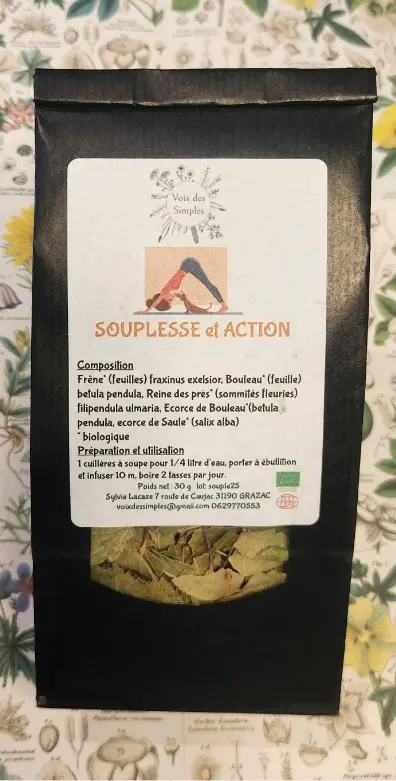 Voix des
Simples
SOUPLESSE et ACTION
Composition
Frêne* (feuilles) fraxinus exelsior, Bouleau* (feuille)
betula pendula, Reine des prés* (sommités fleuries)
filipendula ulmaria, Ecorce de Bouleau*(betula
pendula, ecorce de Saule* (salix alba)
* biologique
Préparation et utilisation
1 cuillères à soupe pour 1/4 litre d'eau, porter à ébullition
et infuser 10 m, boire 2 tasses par jour.
Poids net : 30 g lot: souple25
Sylvie Lacaze 7 route de Caujac 31190 GRAZAC
voixdessimples@gmail.com 0629770553